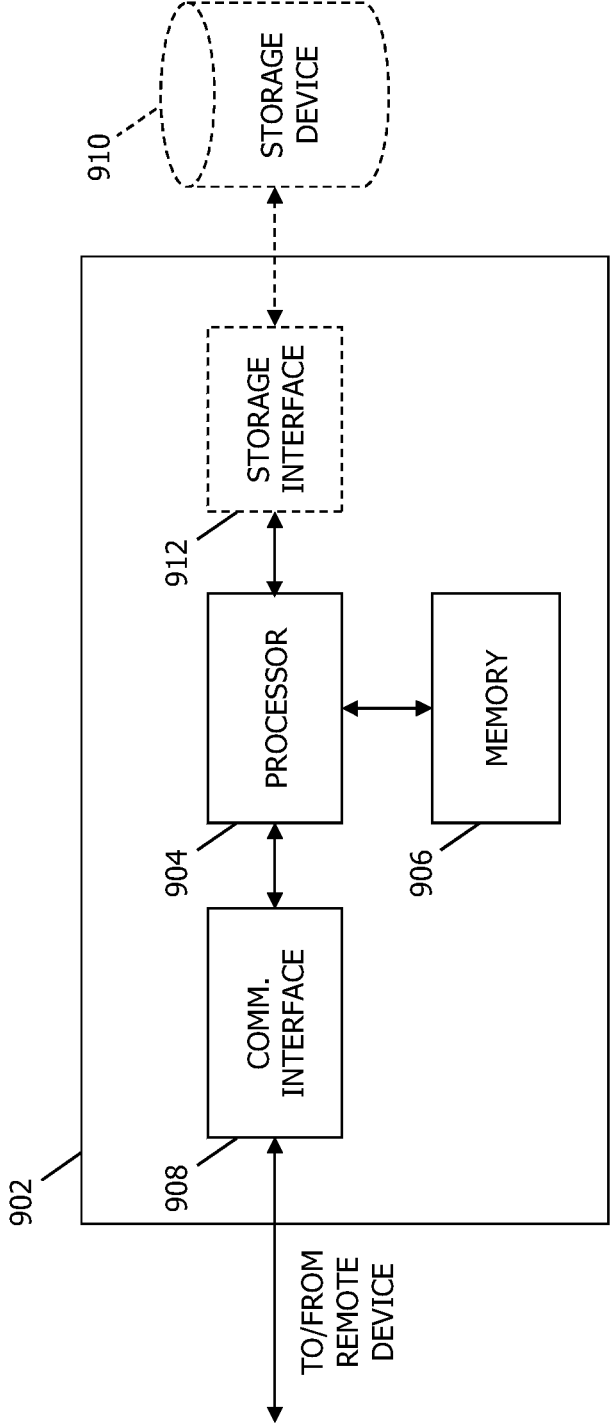 902
TO/FROM
REMOTE
DEVICE
908
COMM.
INTERFACE
904
PROCESSOR
906
MEMORY
912
STORAGE
INTERFACE
910
STORAGE
DEVICE